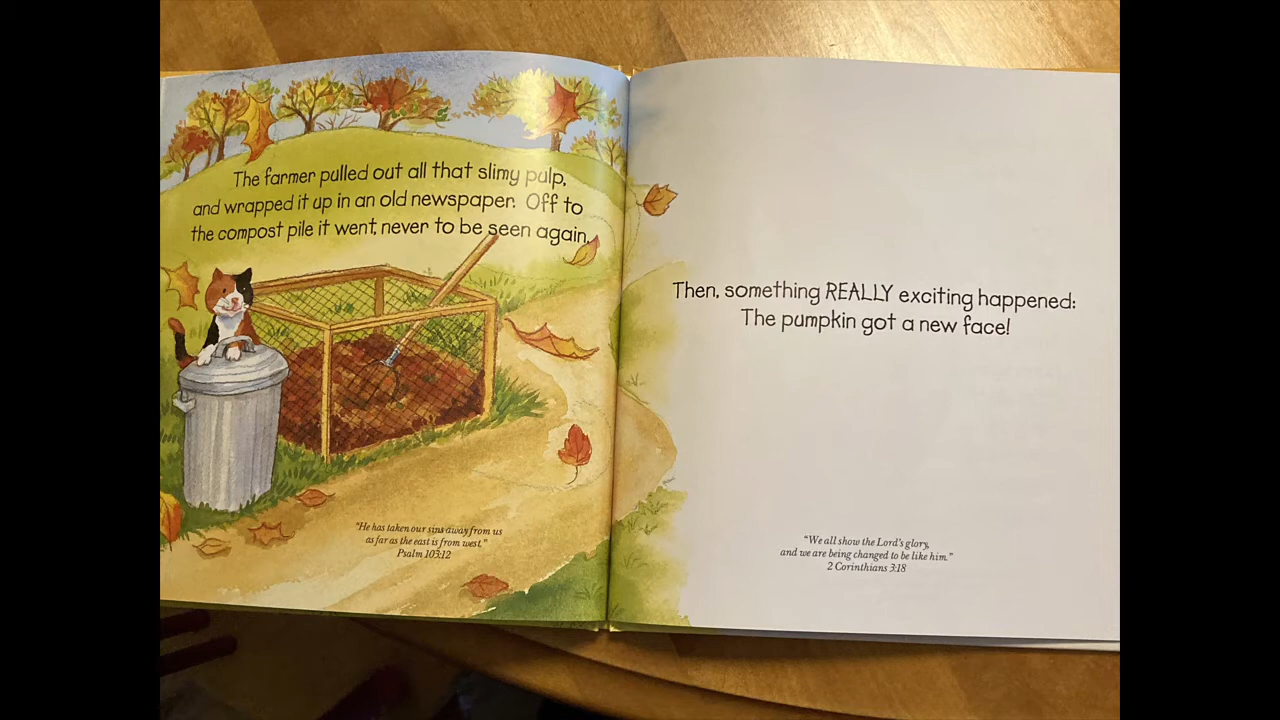 The farmer pulled out all that slimy pulp,
and wrapped it up in an old newspaper. Off to
the compost pile it went, never to be seen again.
"He has taken our sins away from us
as far as the east is from west."
Psalm 103:12
Then, something REALLY exciting happened:
The pumpkin got a new face!
"We all show the Lord's glory,
and we are being changed to be like him."
2 Corinthians 3:18